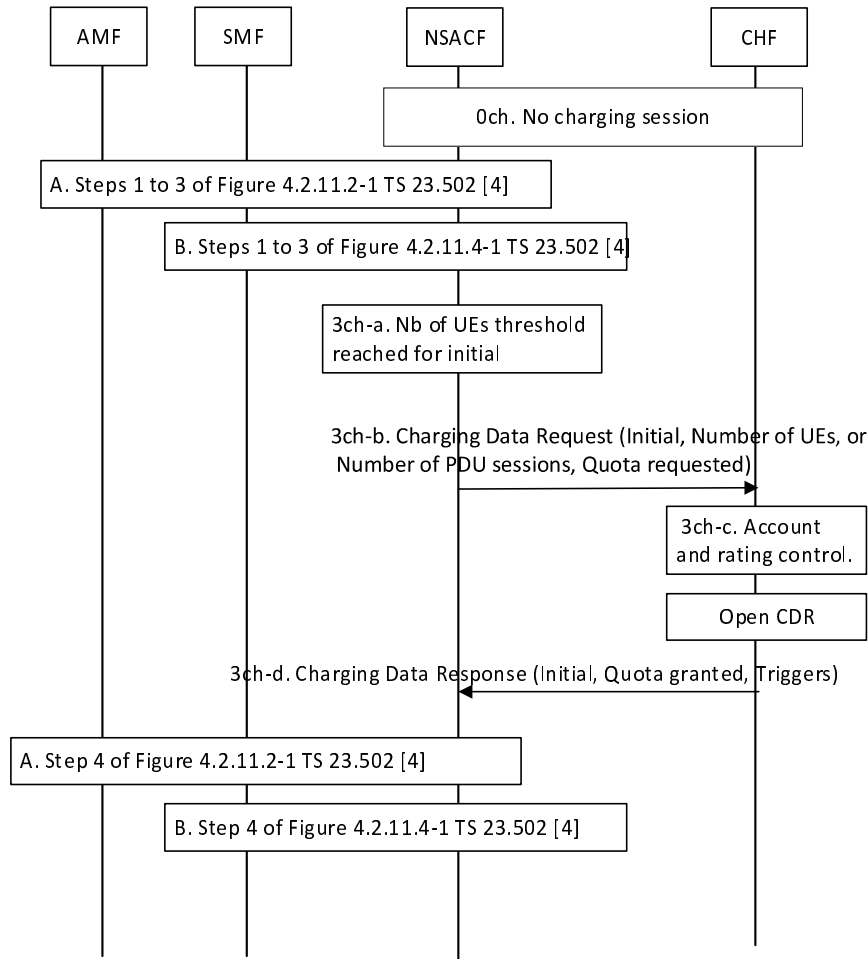 AMF
SMF
NSACF
CHF
0ch. No charging session
A. Steps 1 to 3 of Figure 4.2.11.2-1 TS 23.502 [4]
B. Steps 1 to 3 of Figure 4.2.11.4-1 TS 23.502 [4]
3ch-a. Nb of UEs threshold
reached for initial
3ch-b. Charging Data Request (Initial, Number of UEs, or
Number of PDU sessions, Quota requested)
3ch-c. Account
and rating control.
Open CDR
3ch-d. Charging Data Response (Initial, Quota granted, Triggers)
A. Step 4 of Figure 4.2.11.2-1 TS 23.502 [4]
B. Step 4 of Figure 4.2.11.4-1 TS 23.502 [4]